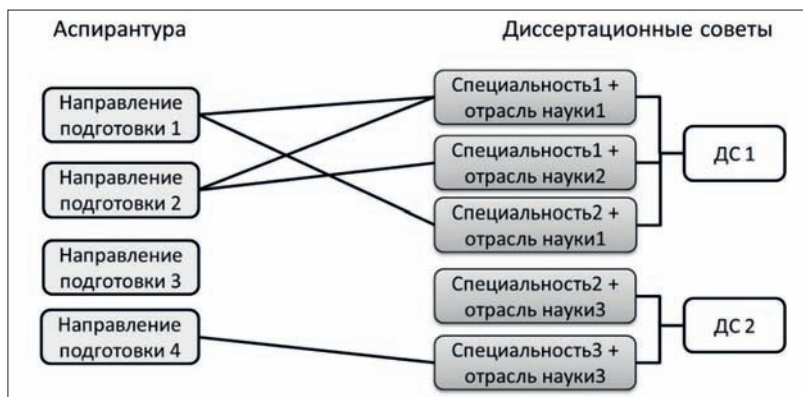 Аспирантура
Диссертационные советы
Направление
подготовки 1
Направление
подготовки 2
Направление
подготовки 3
Направление
подготовки 4
Специальность1 +
отрасль науки1
Специальность1 +
отрасль науки2
Специальность2 +
отрасль науки1
Специальность2 +
отрасль науки3
Специальность3 +
отрасль науки3
ДС 1
ДС 2